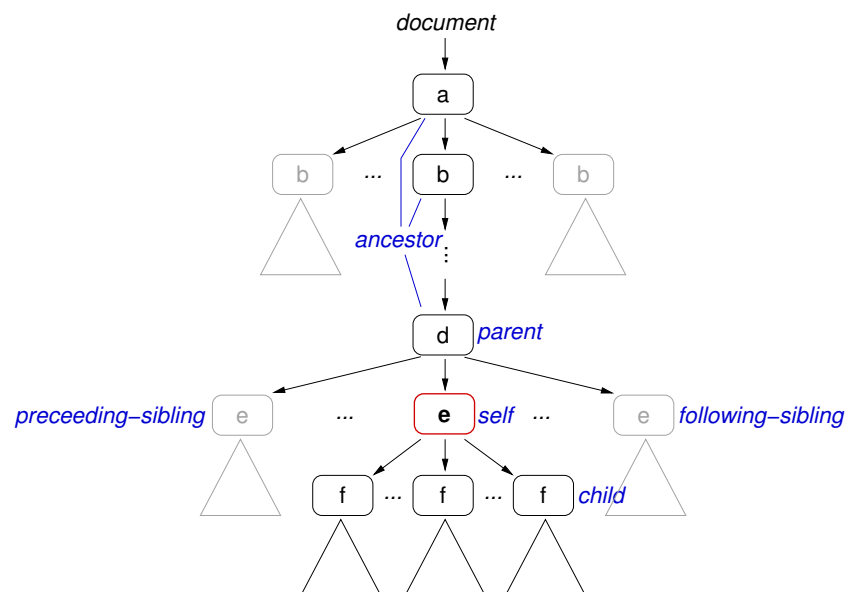 document
a
b ... b ... b
ancestor
...
d parent
preceeding–sibling e ... e self ... e following–sibling
f ... f ... f child